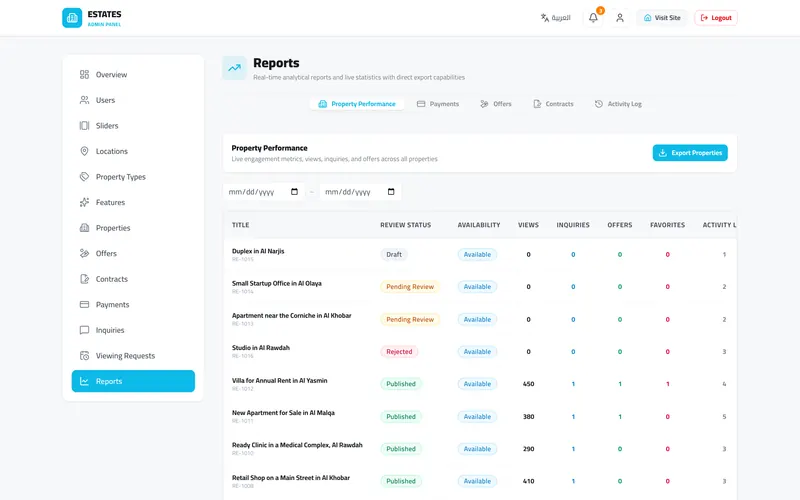 ESTATES
ADMIN PANEL
العربية
2
Visit Site
Logout
Overview
Users
Sliders
Locations
Property Types
Features
Properties
Offers
Contracts
Payments
Inquiries
Viewing Requests
Reports
Reports
Real-time analytical reports and live statistics with direct export capabilities
Property Performance Payments Offers Contracts Activity Log
Property Performance
Live engagement metrics, views, inquiries, and offers across all properties
Export Properties
mm/dd/yyyy - mm/dd/yyyy
TITLE REVIEW STATUS AVAILABILITY VIEWS INQUIRIES OFFERS FAVORITES ACTIVITY L
Duplex in Al Narjis Draft Available 0 0 0 0 1
RE-1015
Small Startup Office in Al Olaya Pending Review Available 0 0 0 0 2
RE-1014
Apartment near the Corniche in Al Khobar Pending Review Available 0 0 0 0 2
RE-1013
Studio in Al Rawdah Rejected Available 0 0 0 0 3
RE-1016
Villa for Annual Rent in Al Yasmin Published Available 450 1 1 1 4
RE-1012
New Apartment for Sale in Al Malqa Published Available 380 1 1 0 5
RE-1011
Ready Clinic in a Medical Complex, Al Rawdah Published Available 290 1 0 0 3
RE-1010
Retail Shop on a Main Street in Al Khobar Published Available 410 1 0 0 3
RE-1008